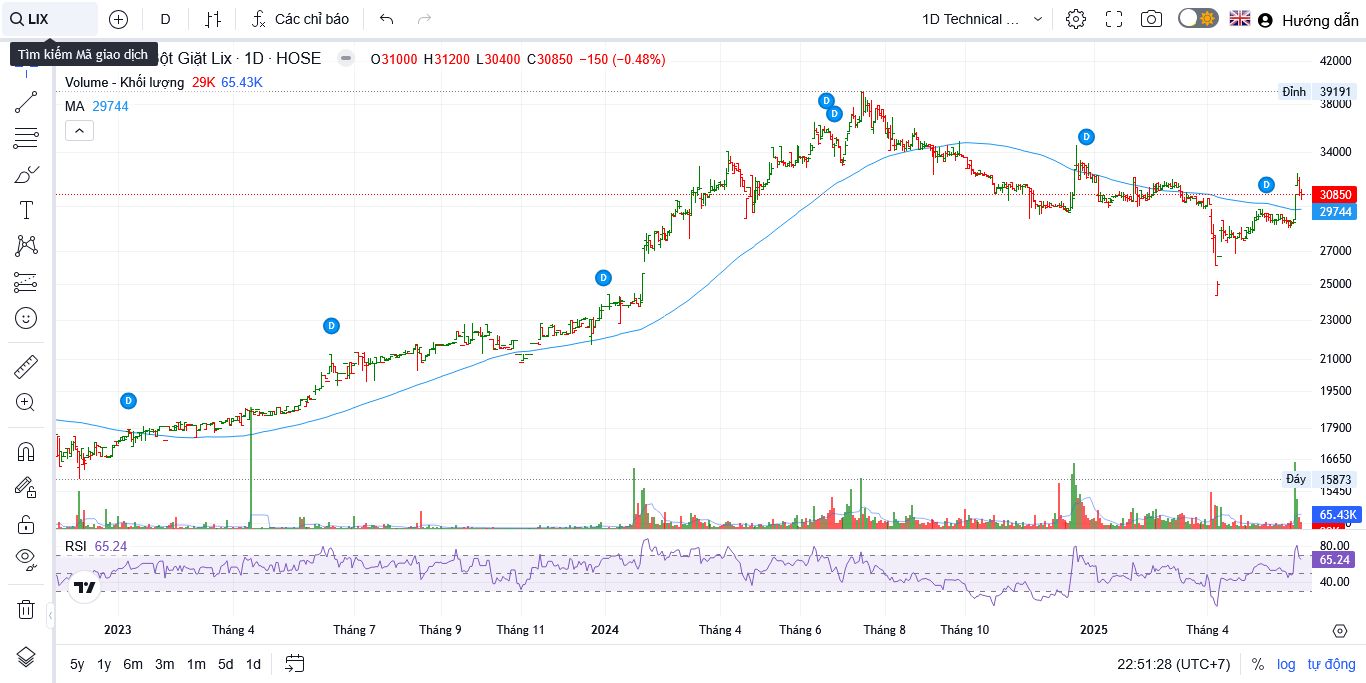 LIX D Các chỉ báo 1D Technical ... Hướng dẫn
Tìm kiếm Mã giao dịch
ột Giặt Lix · 1D · HOSE O31000 H31200 L30400 C30850 −150 (−0.48%)
Volume - Khối lượng 29K 65.43K
MA 29744
42000
Đỉnh 39191
38000
34000
30850
29744
27000
25000
23000
21000
19500
17900
16650
Đáy 15873
15450
65.43K
D
D
D
D
D
D
D
RSI 65.24
80.00
65.24
40.00
2023 Tháng 4 Tháng 7 Tháng 9 Tháng 11 2024 Tháng 4 Tháng 6 Tháng 8 Tháng 10 2025 Tháng 4
5y 1y 6m 3m 1m 5d 1d 22:51:28 (UTC+7) % log tự động